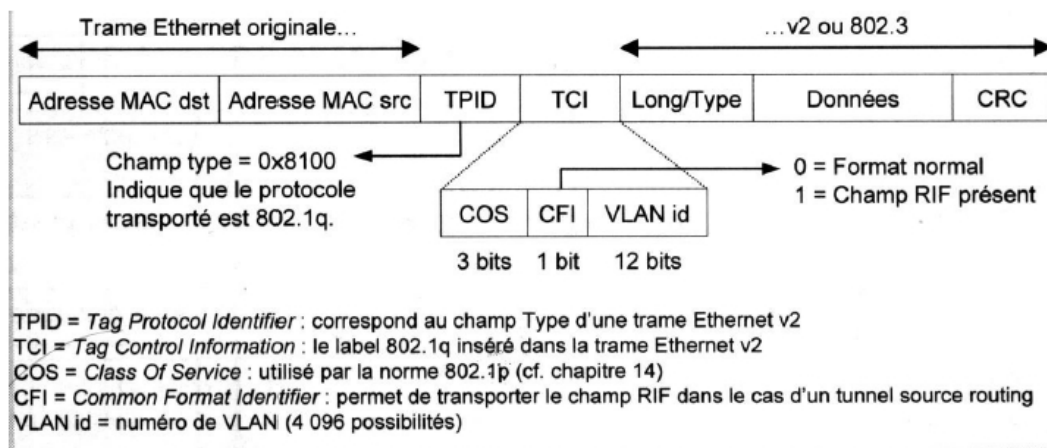 Trame Ethernet originale...
...v2 ou 802.3
Adresse MAC dst
Adresse MAC src
TPID
TCI
Long/Type
Données
CRC
Champ type = 0x8100
Indique que le protocole
transporté est 802.1q.
0 = Format normal
1 = Champ RIF présent
COS
CFI
VLAN id
3 bits
1 bit
12 bits
TPID = Tag Protocol Identifier : correspond au champ Type d'une trame Ethernet v2
TCI = Tag Control Information : le label 802.1q inséré dans la trame Ethernet v2
COS = Class Of Service : utilisé par la norme 802.1p (cf. chapitre 14)
CFI = Common Format Identifier : permet de transporter le champ RIF dans le cas d'un tunnel source routing
VLAN id = numéro de VLAN (4 096 possibilités)